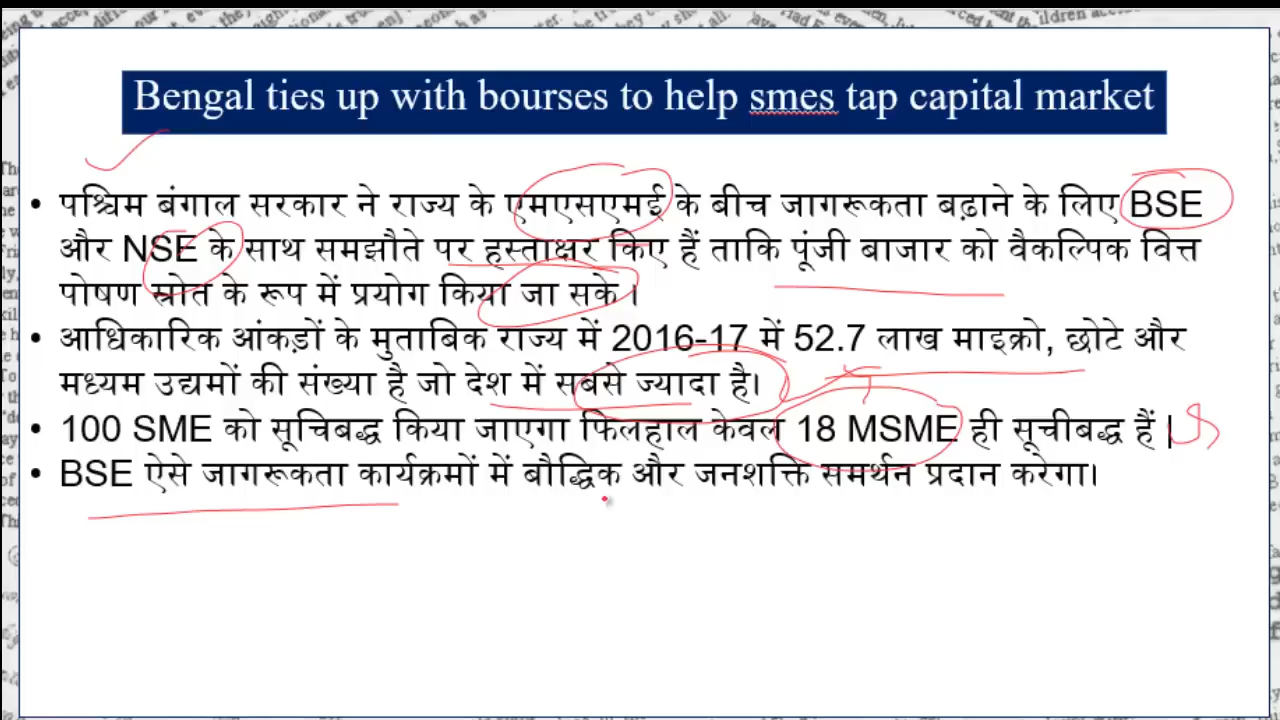 Bengal ties up with bourses to help smes tap capital market
• पश्चिम बंगाल सरकार ने राज्य के एमएसएमई के बीच जागरूकता बढ़ाने के लिए BSE
और NSE के साथ समझौते पर हस्ताक्षर किए हैं ताकि पूंजी बाजार को वैकल्पिक वित्त
पोषण स्रोत के रूप में प्रयोग किया जा सके।
• आधिकारिक आंकड़ों के मुताबिक राज्य में 2016-17 में 52.7 लाख माइक्रो, छोटे और
मध्यम उद्यमों की संख्या है जो देश में सबसे ज्यादा है।
• 100 SME को सूचिबद्ध किया जाएगा फिलहाल केवल 18 MSME ही सूचीबद्ध हैं |
• BSE ऐसे जागरूकता कार्यक्रमों में बौद्धिक और जनशक्ति समर्थन प्रदान करेगा।